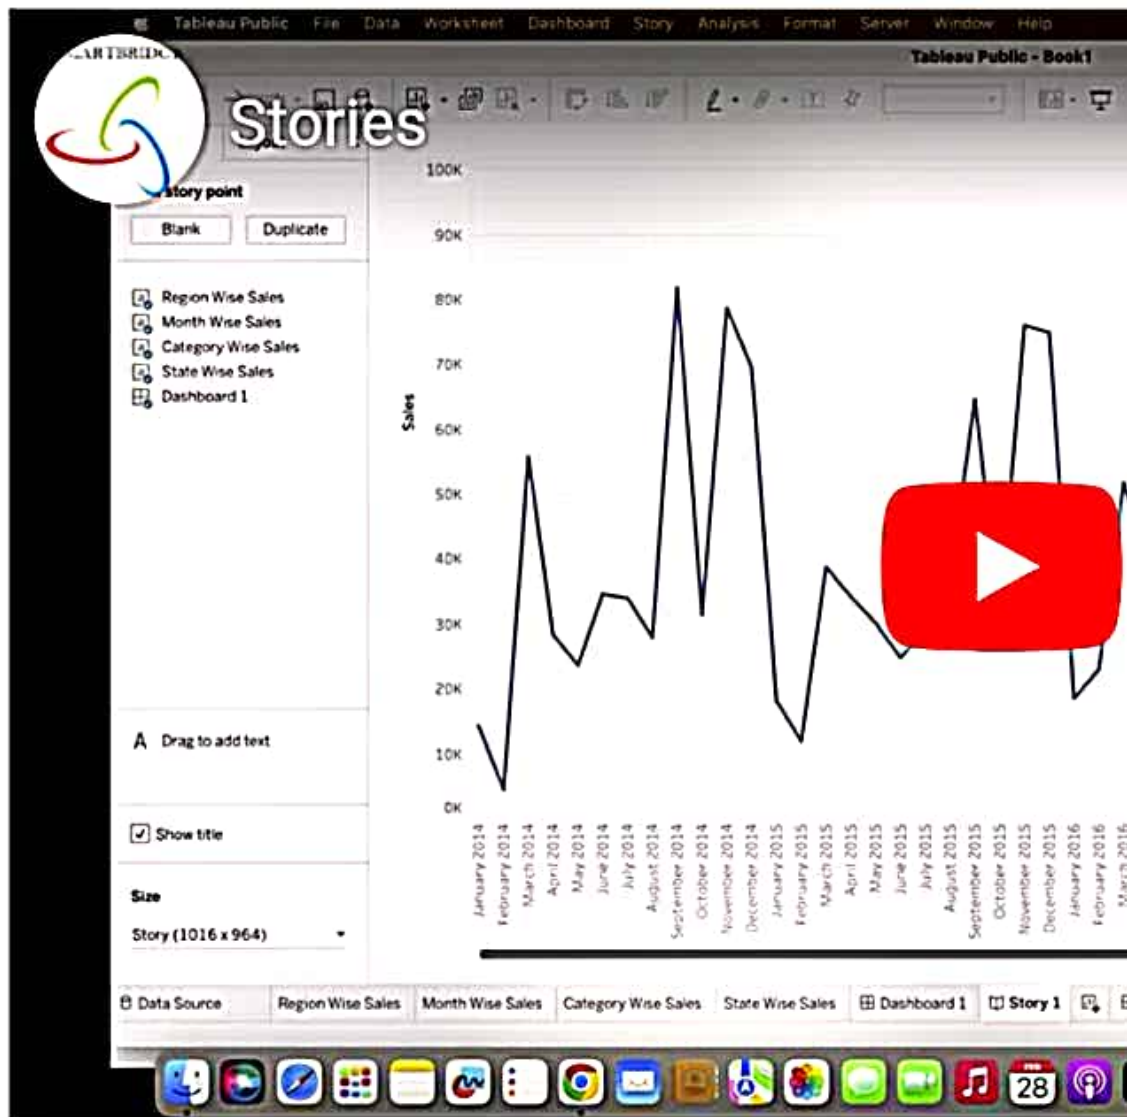 Tableau Public File Data Worksheet Dashboard Story Analysis Format Server Window Help
Tableau Public - Book1
Stories
story point
Blank Duplicate
Region Wise Sales
Month Wise Sales
Category Wise Sales
State Wise Sales
Dashboard 1
A Drag to add text
Show title
Size
Story (1016 x 964)
100K
90K
80K
70K
60K
50K
40K
30K
20K
10K
0K
Sales
January 2014
February 2014
March 2014
April 2014
May 2014
June 2014
July 2014
August 2014
September 2014
October 2014
November 2014
December 2014
January 2015
February 2015
March 2015
April 2015
May 2015
June 2015
July 2015
August 2015
September 2015
October 2015
November 2015
December 2015
January 2016
February 2016
March 2016
Data Source Region Wise Sales Month Wise Sales Category Wise Sales State Wise Sales Dashboard 1 Story 1
FEB
28